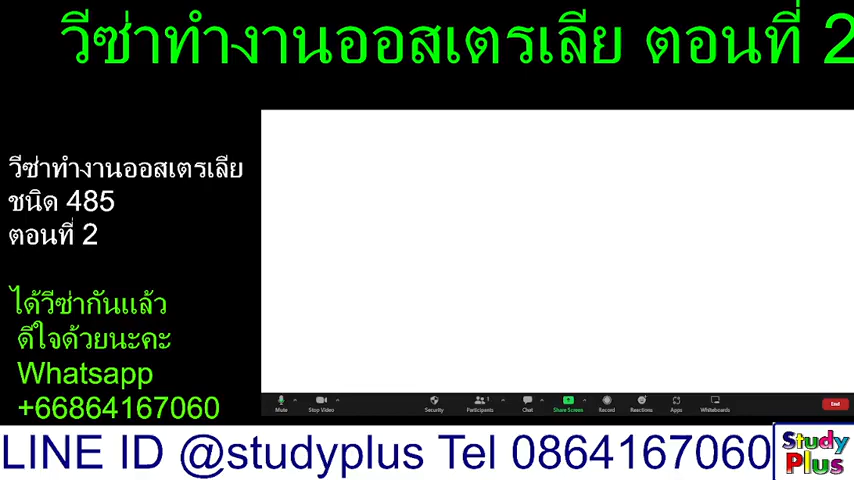 วีซ่าทำงานออสเตรเลีย ตอนที่ 2
วีซ่าทำงานออสเตรเลีย
ชนิด 485
ตอนที่ 2
ได้วีซ่ากันแล้ว
ดีใจด้วยนะคะ
Whatsapp
+66864167060
Mute Stop Video Security Participants 1 Chat Share Screen Record Reactions Apps Whiteboards End
LINE ID @studyplus Tel 0864167060
Study
Plus